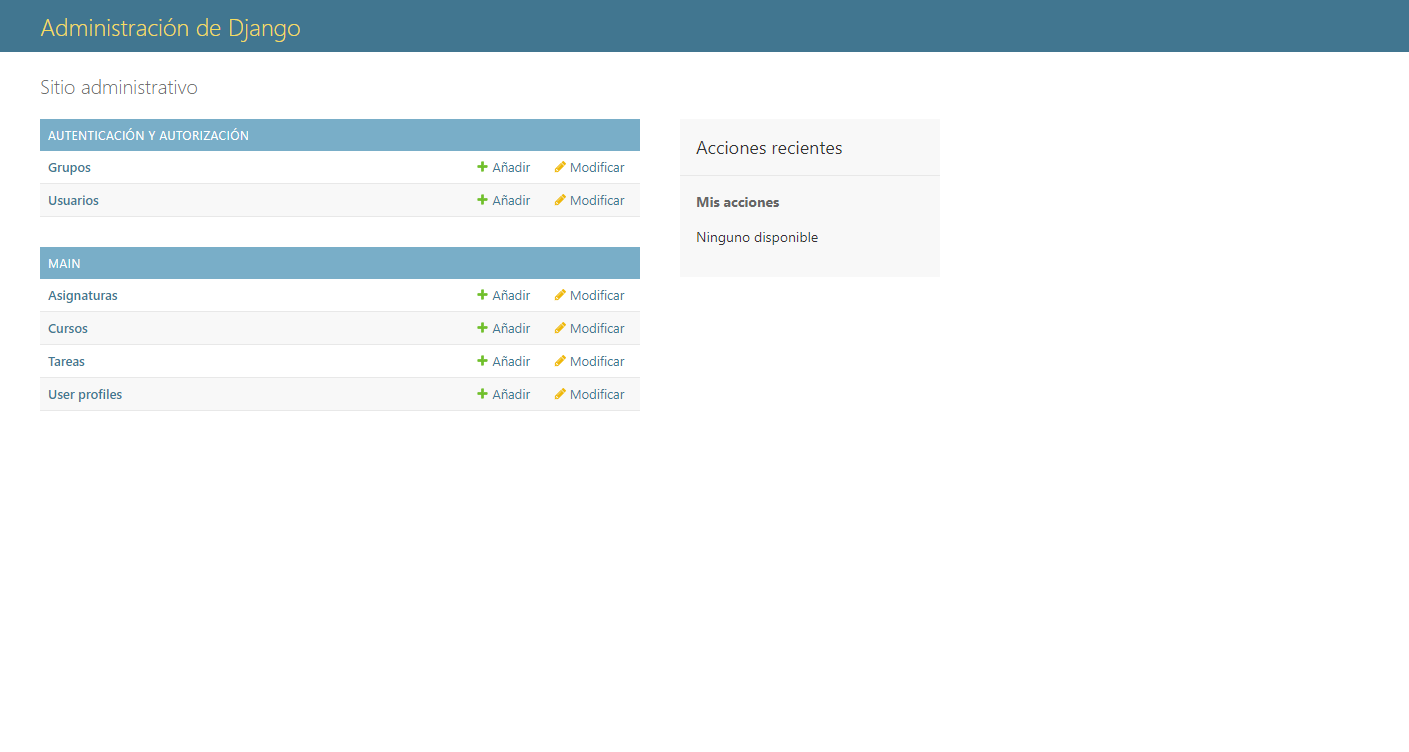 Administración de Django
Sitio administrativo
AUTENTICACIÓN Y AUTORIZACIÓN
Grupos Añadir Modificar
Usuarios Añadir Modificar
MAIN
Asignaturas Añadir Modificar
Cursos Añadir Modificar
Tareas Añadir Modificar
User profiles Añadir Modificar
Acciones recientes
Mis acciones
Ninguno disponible